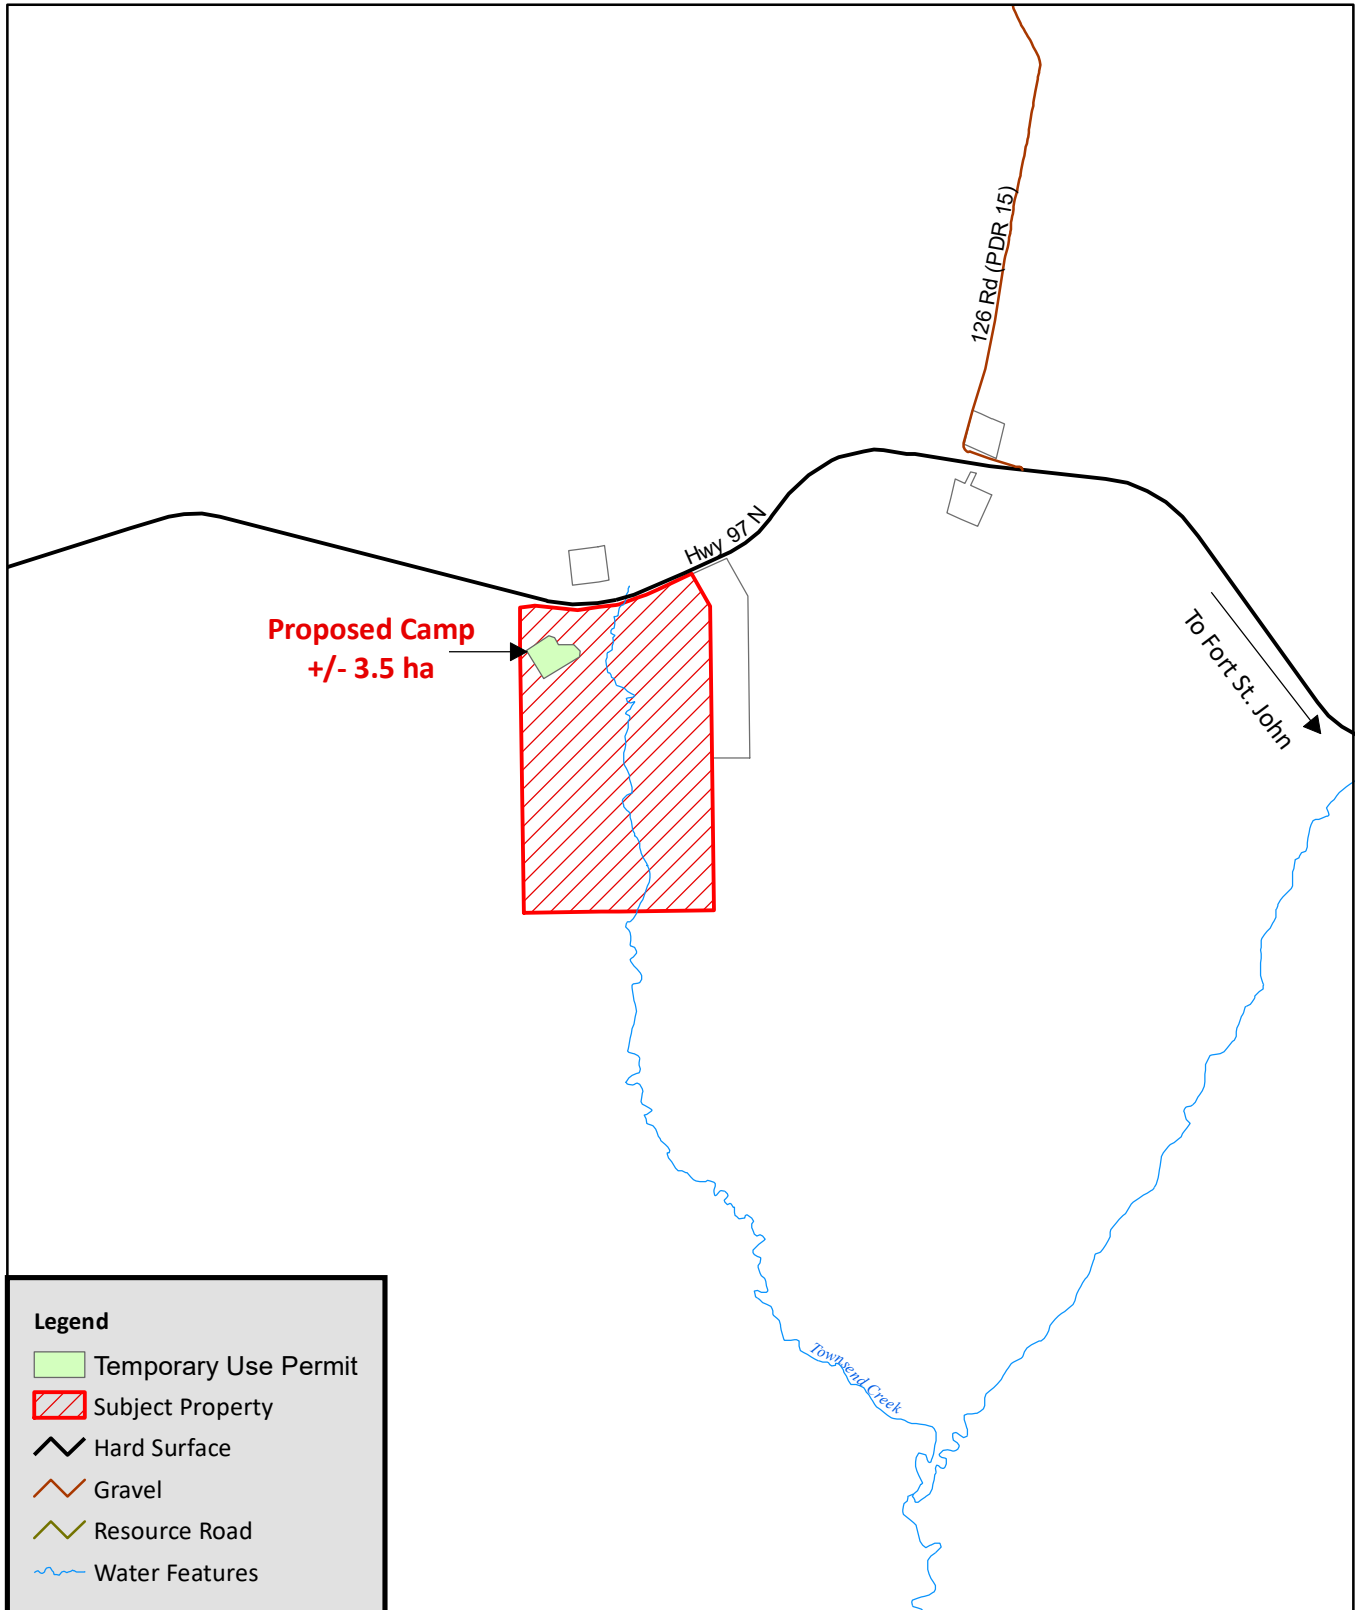 126 Rd (PDR 15)
Hwy 97 N
Proposed Camp
+/- 3.5 ha
To Fort St. John
Townsend Creek
Legend
Temporary Use Permit
Subject Property
Hard Surface
Gravel
Resource Road
Water Features